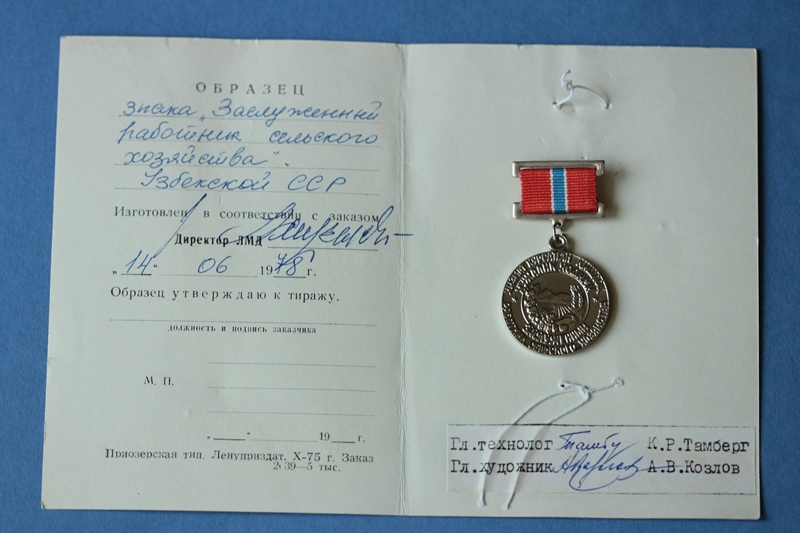 ОБРАЗЕЦ
знака „Заслуженный
работник сельского
хозяйства"
Узбекской ССР
Изготовлен в соответствии с заказом
Директор ЛМД
„14" 06 1978 г.
Образец утверждаю к тиражу.
должность и подпись заказчика
М. П.
„ " 19 г.
Приозерская тип. Ленуприздат. X-75 г. Заказ
2439—5 тыс.
Гл.технолог К.Р.Тамберг
Гл.художник А.В.Козлов